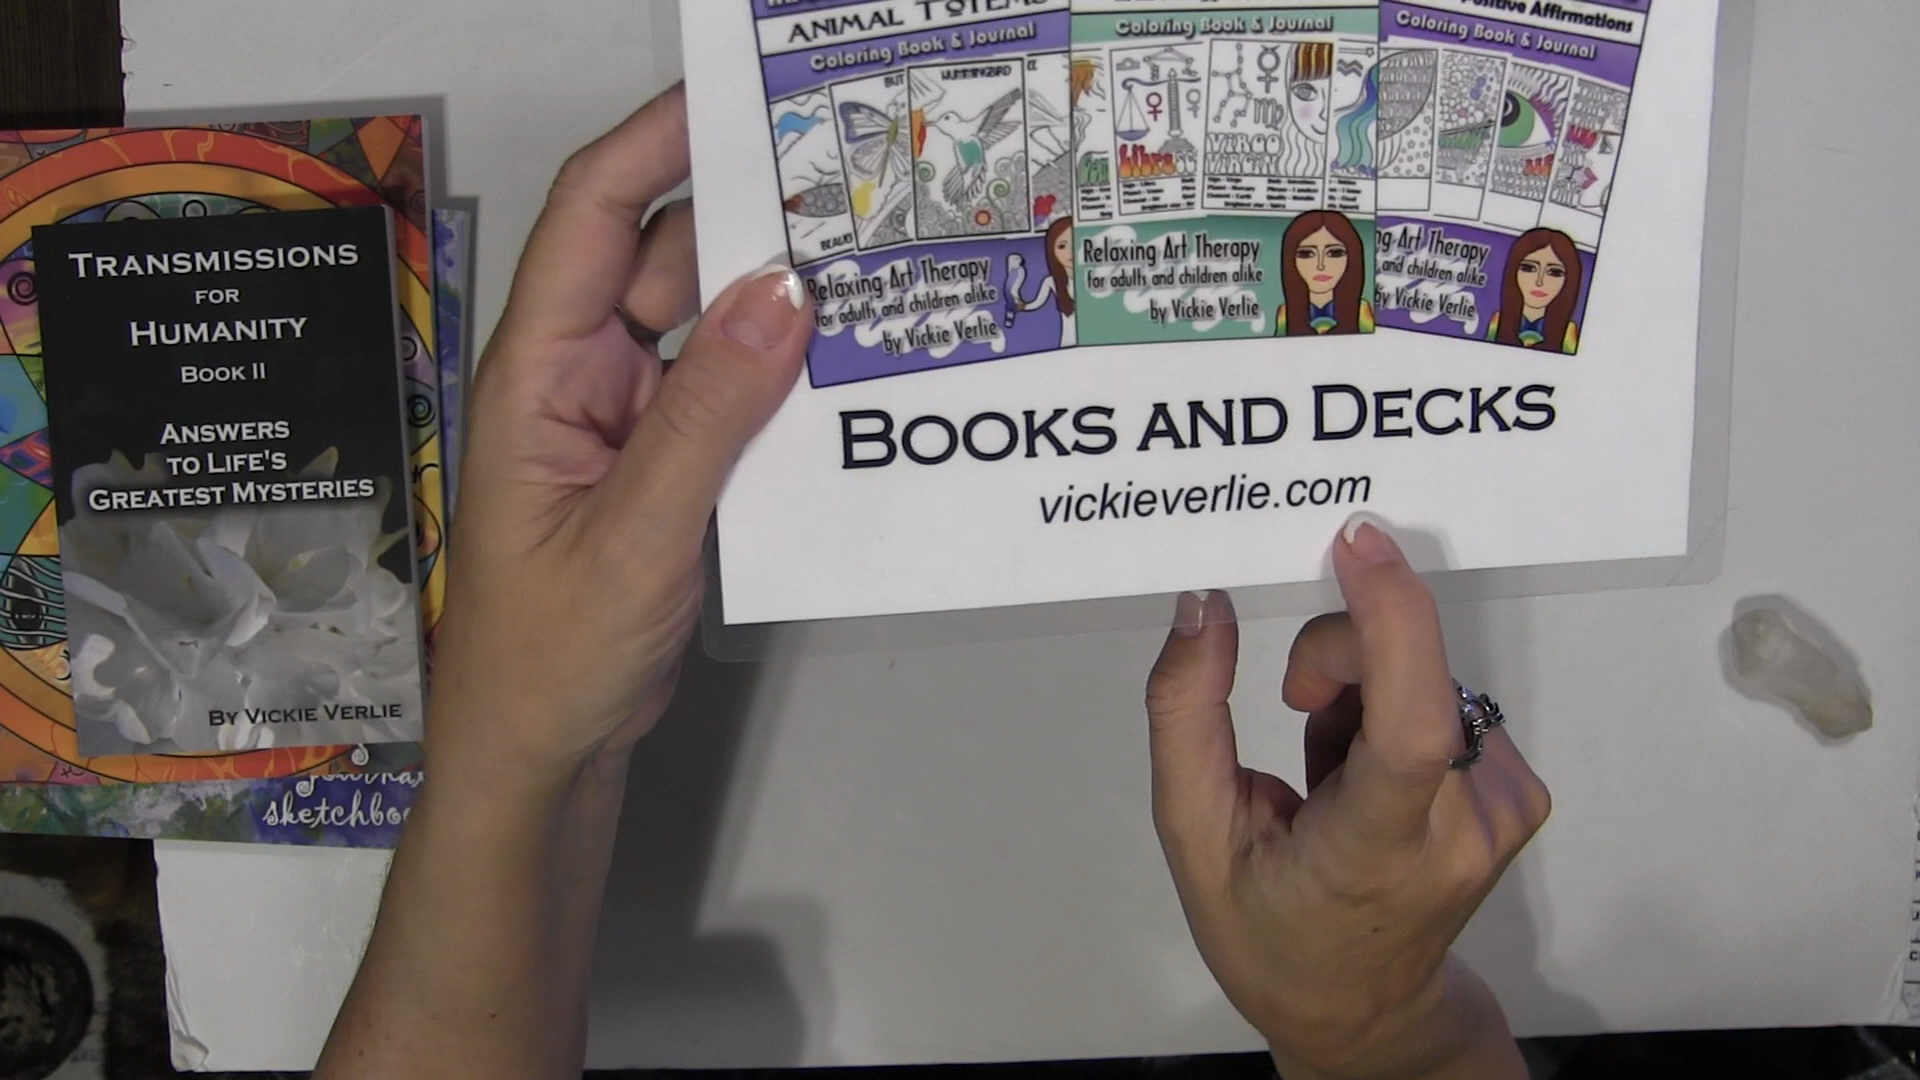 TRANSMISSIONS
FOR
HUMANITY
BOOK II
ANSWERS
TO LIFE'S
GREATEST MYSTERIES
BY VICKIE VERLIE
sketchbo
ANIMAL TOTEMS
Coloring Book & Journal
HUMMINGBIRD
BUT
Relaxing Art Therapy
for adults and children alike
by Vickie Verlie
Coloring Book & Journal
Libra
VIRGO
VIRGIN
Relaxing Art Therapy
for adults and children alike
by Vickie Verlie
Positive Affirmations
Coloring Book & Journal
ng Art Therapy
and children alike
by Vickie Verlie
BOOKS AND DECKS
vickieverlie.com